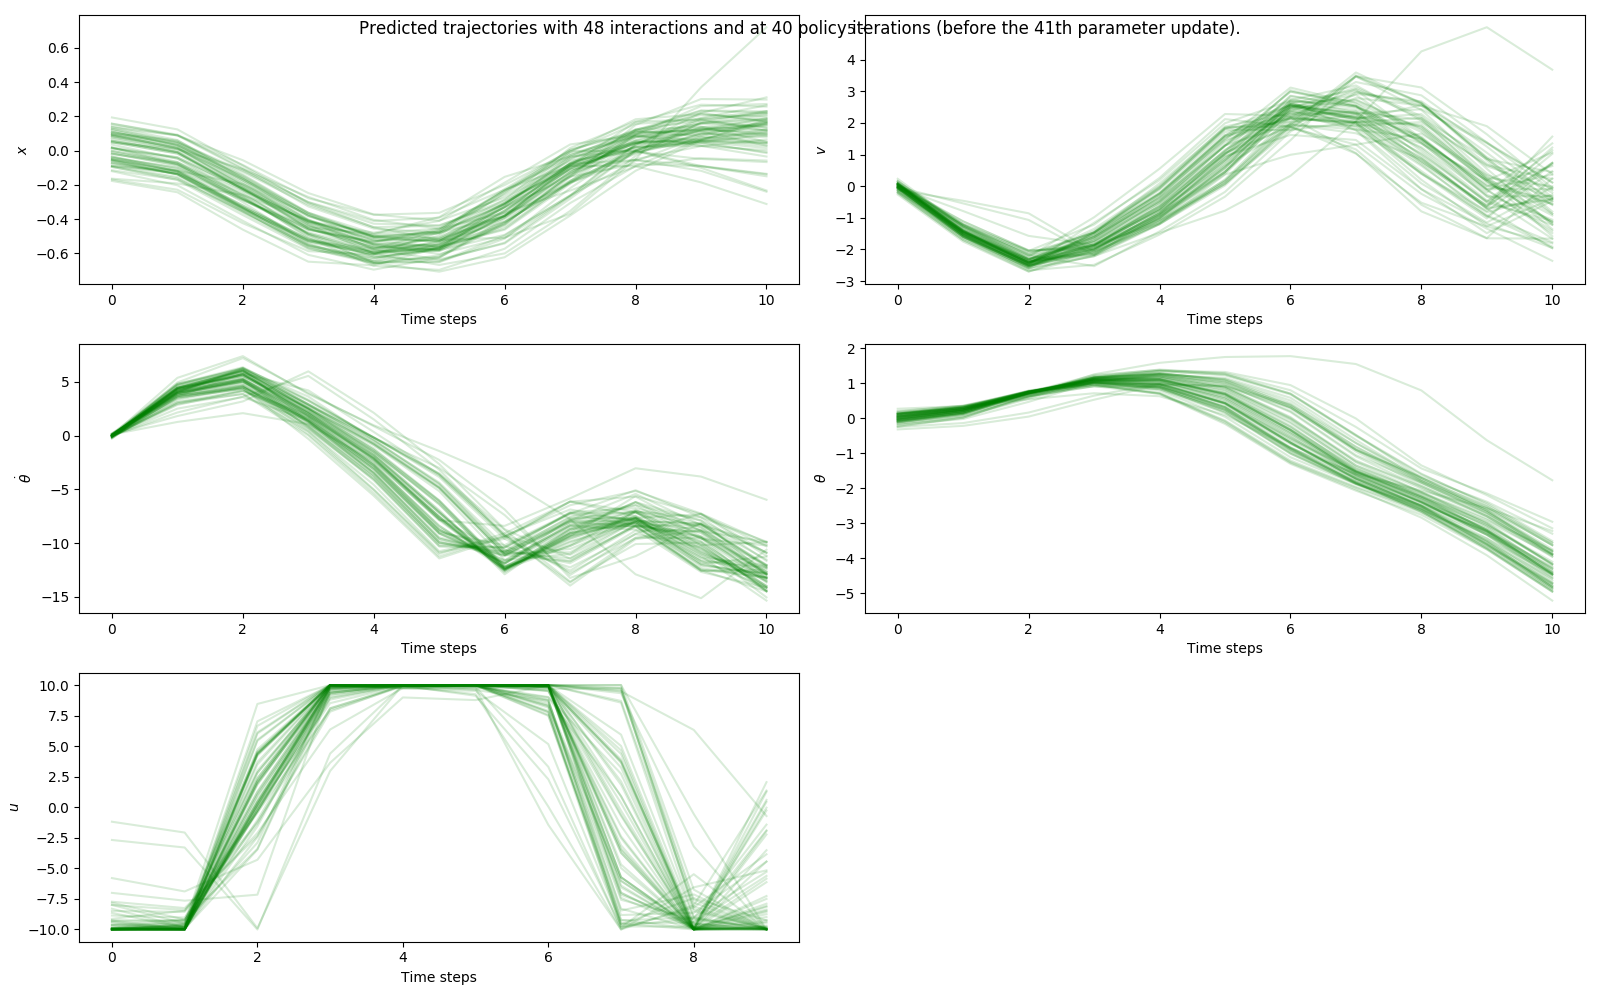 Predicted trajectories with 48 interactions and at 40 policy iterations (before the 41th parameter update).
0.6
0.4
0.2
0.0
−0.2
−0.4
−0.6
x
0 2 4 6 8 10
Time steps
5
4
3
2
1
0
−1
−2
−3
v
0 2 4 6 8 10
Time steps
5
0
−5
−10
−15
θ̇
0 2 4 6 8 10
Time steps
2
1
0
−1
−2
−3
−4
−5
θ
0 2 4 6 8 10
Time steps
10.0
7.5
5.0
2.5
0.0
−2.5
−5.0
−7.5
−10.0
u
0 2 4 6 8
Time steps